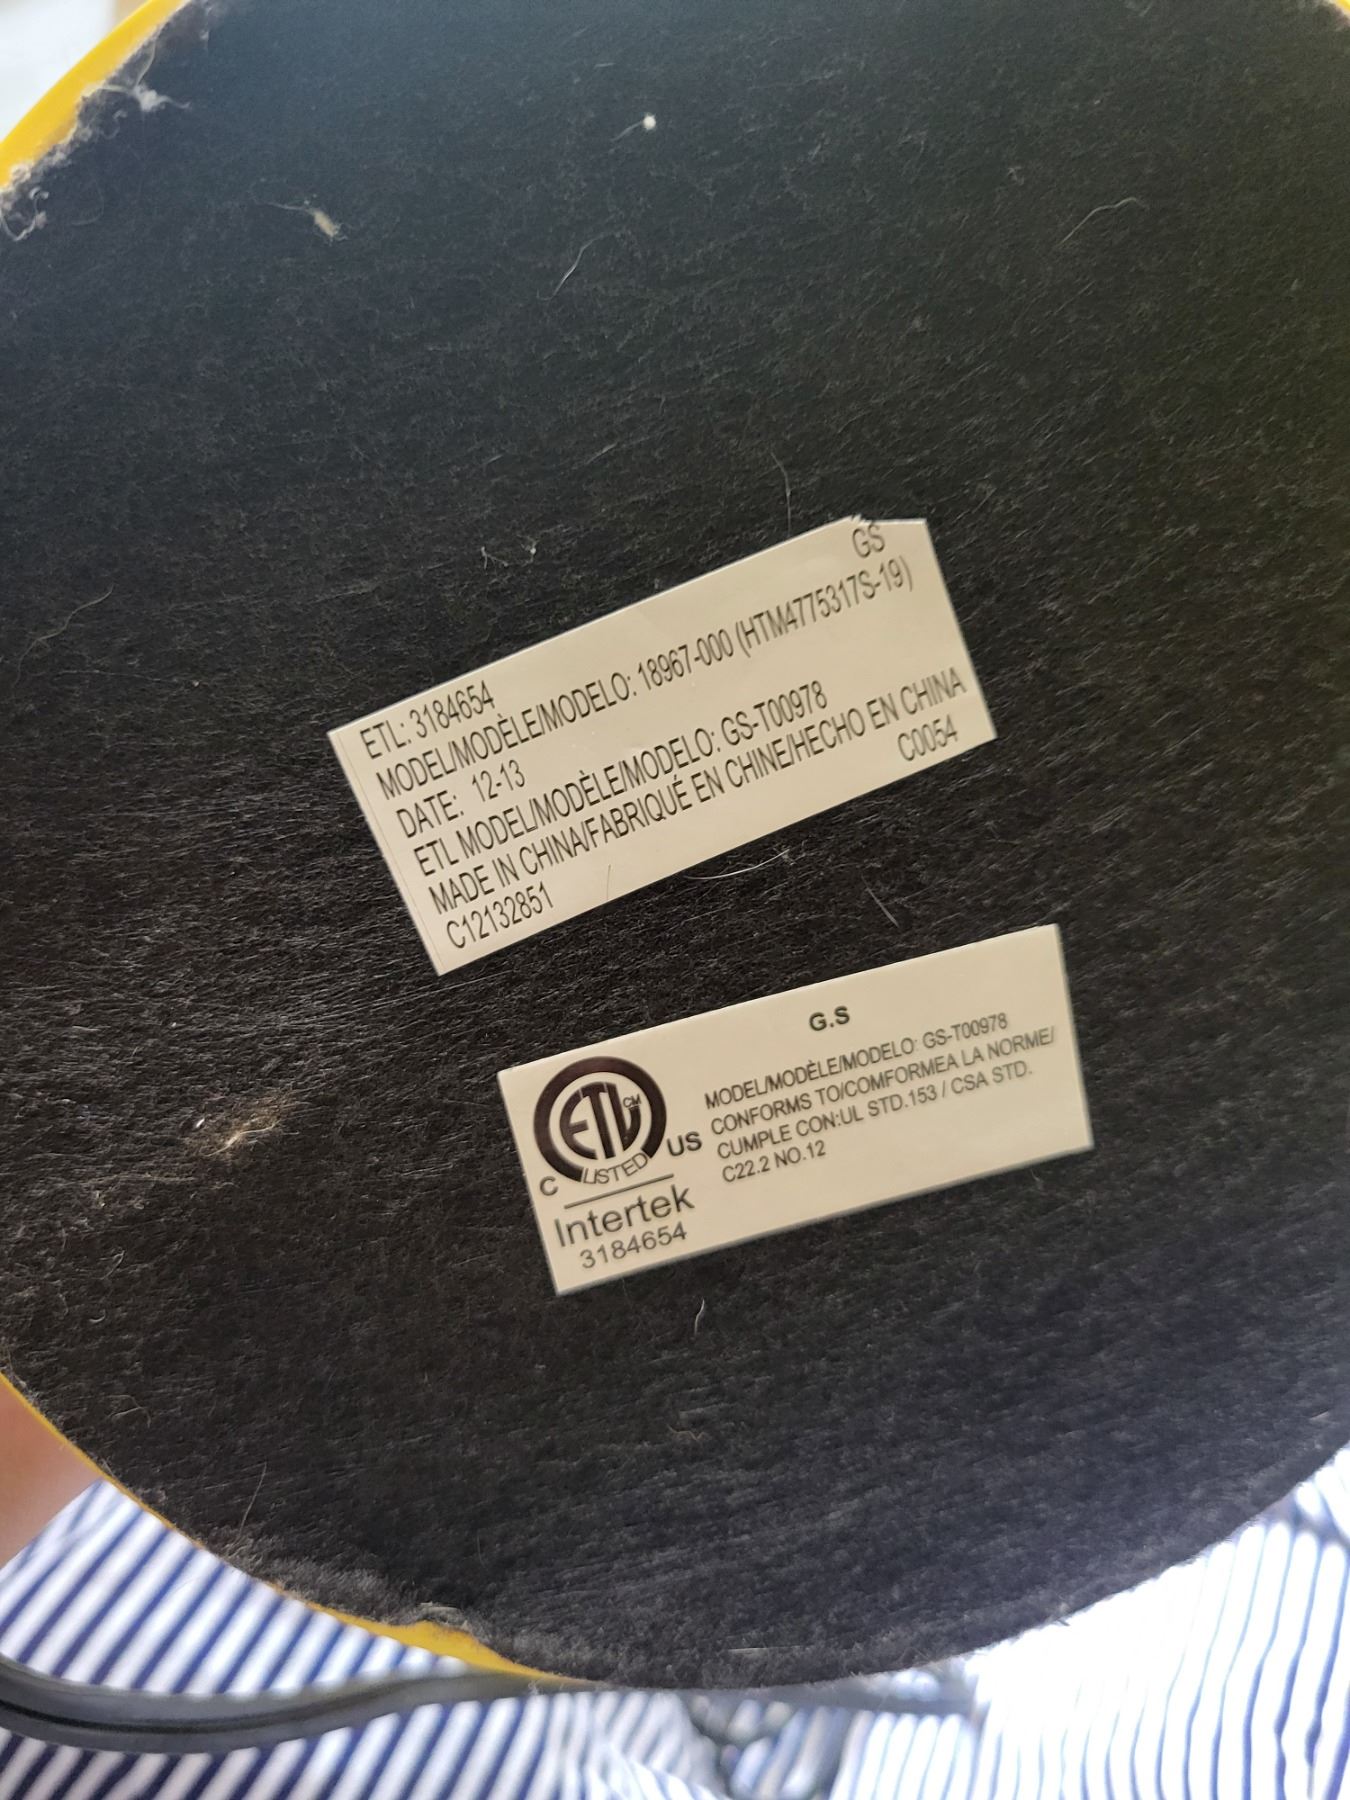 GS
ETL: 3184654
MODEL/MODÈLE/MODELO: 18967-000 (HTM4775317S-19)
DATE: 12-13
ETL MODEL/MODÈLE/MODELO: GS-T00978
MADE IN CHINA/FABRIQUÉ EN CHINE/HECHO EN CHINA
C12132851 C0054
G.S
MODEL/MODÈLE/MODELO: GS-T00978
CONFORMS TO/COMFORMEA LA NORME/
CUMPLE CON:UL STD.153 / CSA STD.
C22.2 NO.12
ETL CM
LISTED
C US
Intertek
3184654